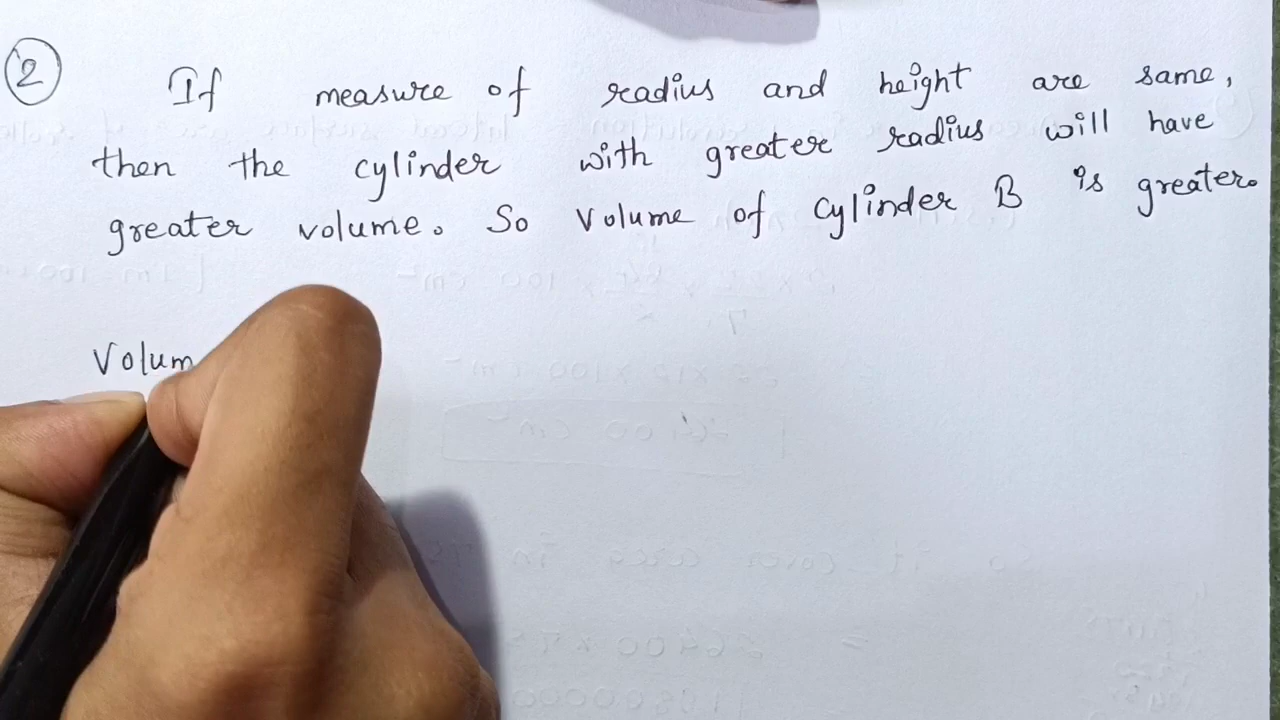 2 If measure of radius and height are same,
then the cylinder with greater radius will have
greater volume. So Volume of Cylinder B is greater.
Volum